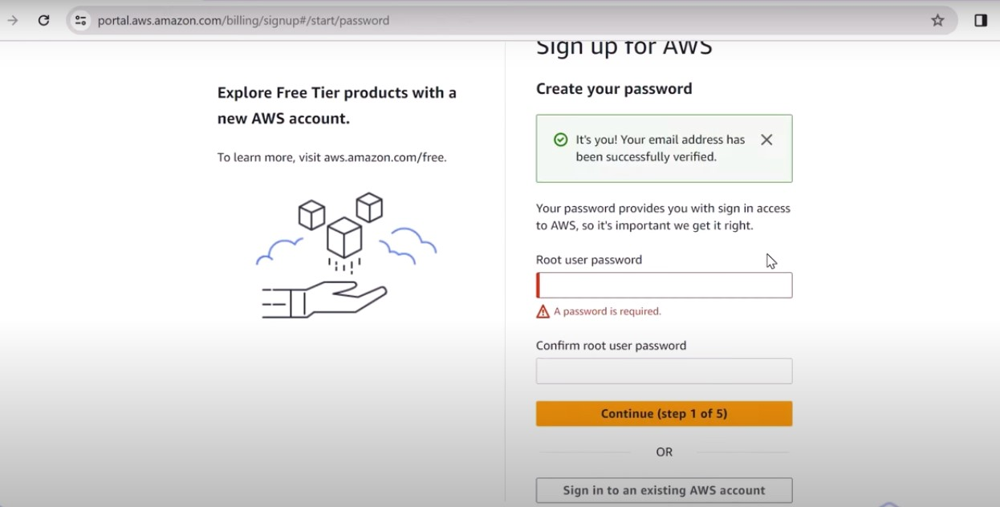 portal.aws.amazon.com/billing/signup#/start/password
Explore Free Tier products with a
new AWS account.
To learn more, visit aws.amazon.com/free.
Sign up for AWS
Create your password
It's you! Your email address has
been successfully verified.
Your password provides you with sign in access
to AWS, so it's important we get it right.
Root user password
A password is required.
Confirm root user password
Continue (step 1 of 5)
OR
Sign in to an existing AWS account